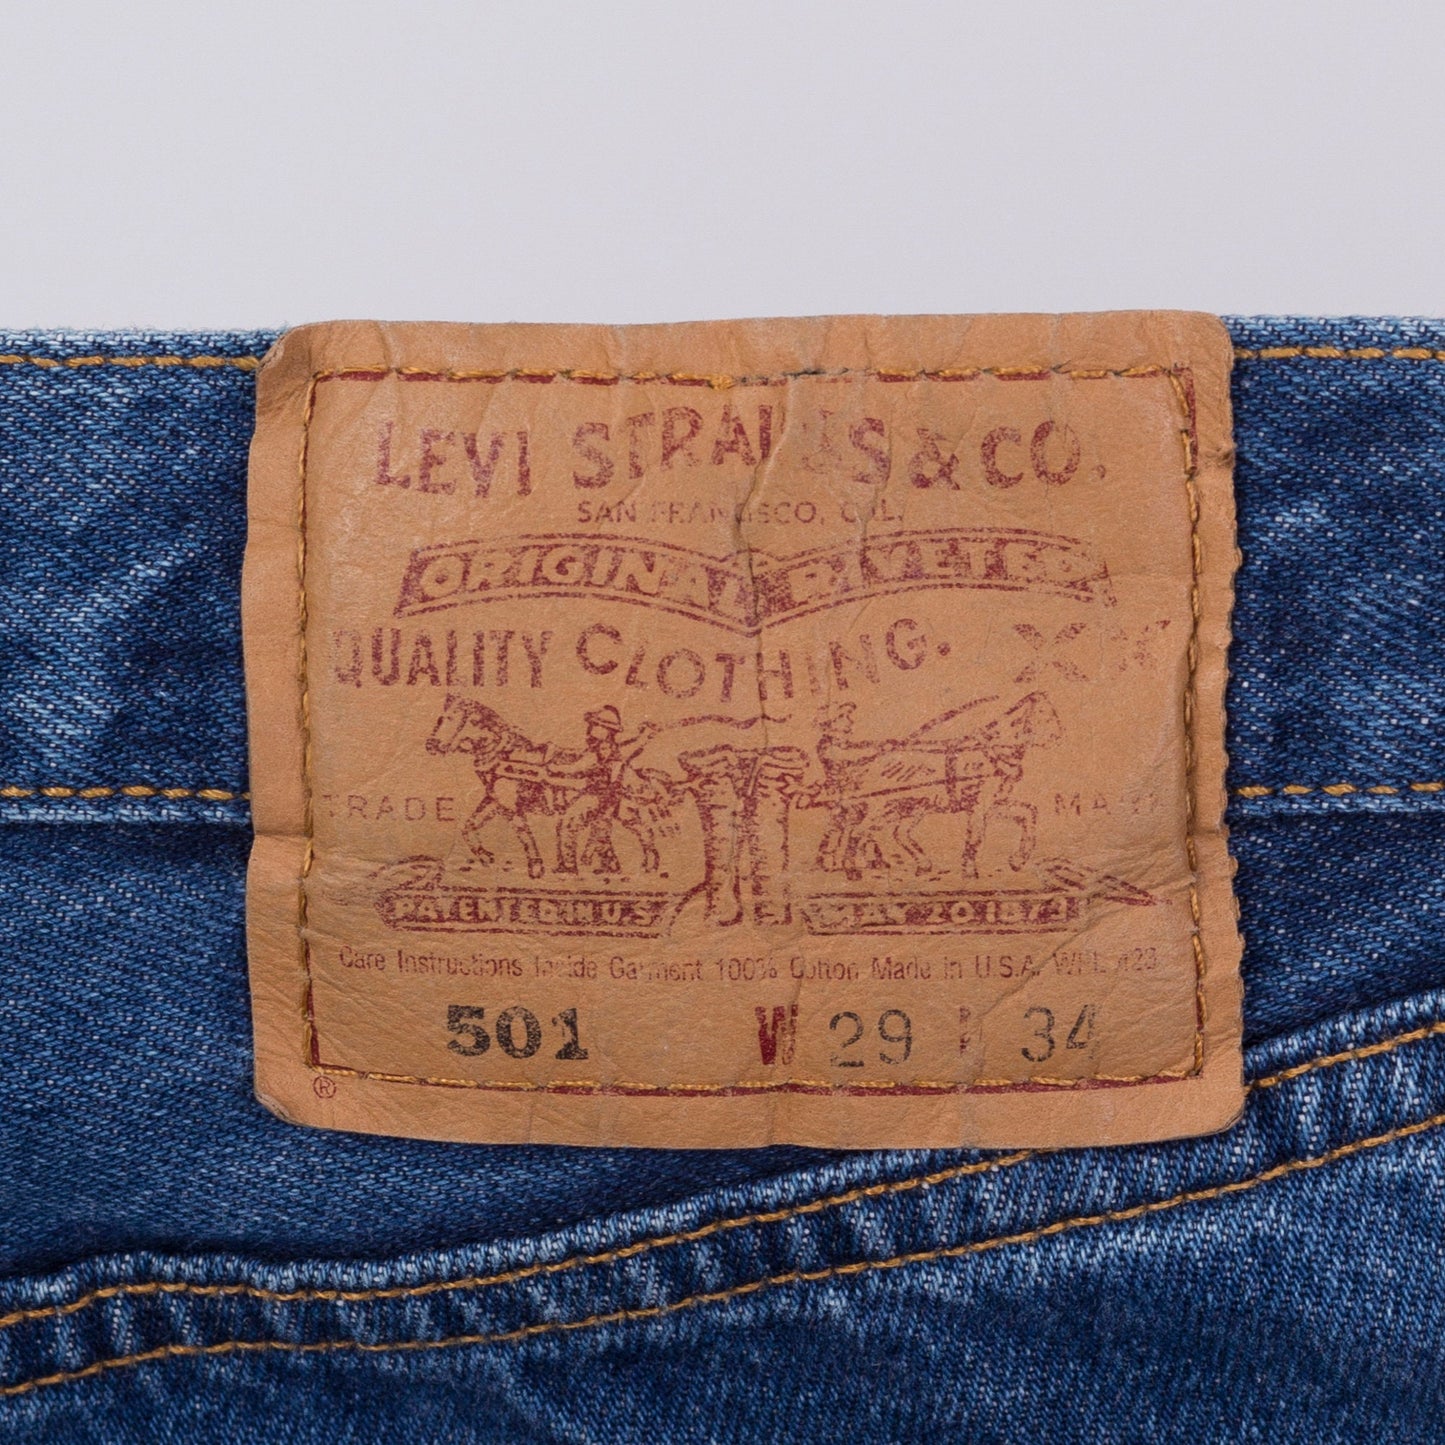 LEVI STRAUSS & CO.
SAN FRANCISCO, CAL.
ORIGINAL RIVETED
QUALITY CLOTHING. XX
TRADE MARK
PATENTED IN U.S. MAY 20 1873
Care Instructions Inside Garment 100% Cotton Made in U.S.A. WPL 423
501 W 29 L 34
®